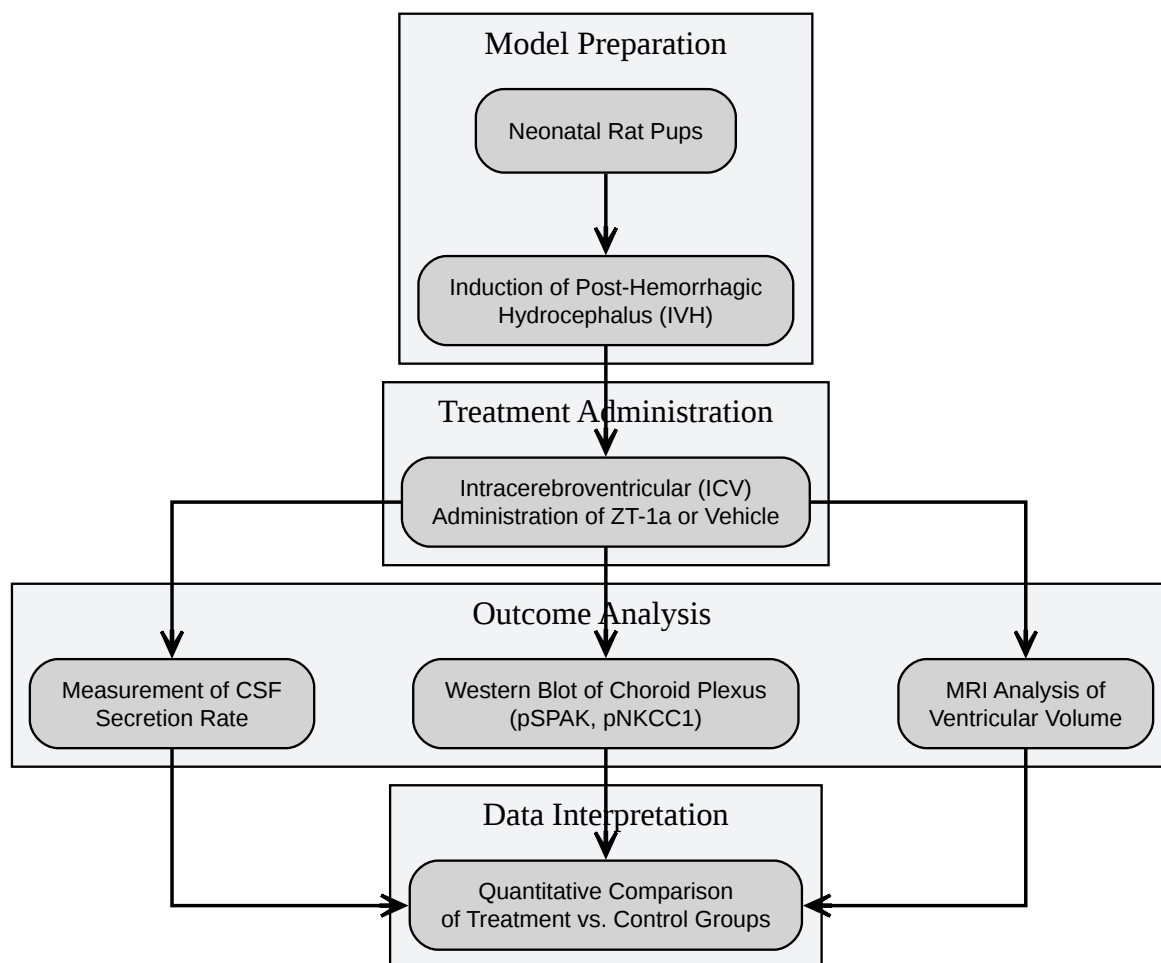 Model Preparation
Neonatal Rat Pups
Induction of Post-Hemorrhagic
Hydrocephalus (IVH)
Treatment Administration
Intracerebroventricular (ICV)
Administration of ZT-1a or Vehicle
Outcome Analysis
Measurement of CSF
Secretion Rate
Western Blot of Choroid Plexus
(pSPAK, pNKCC1)
MRI Analysis of
Ventricular Volume
Data Interpretation
Quantitative Comparison
of Treatment vs. Control Groups